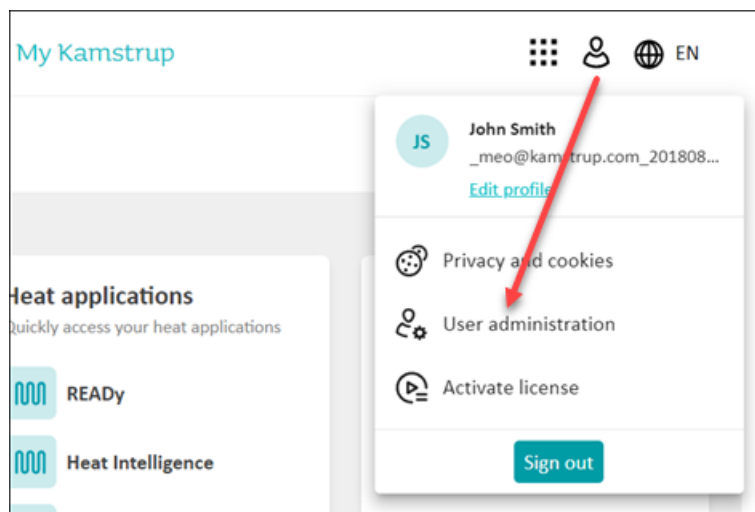 My Kamstrup
EN
JS
John Smith
_meo@kamstrup.com_201808...
Edit profile
Privacy and cookies
User administration
Activate license
Sign out
Heat applications
Quickly access your heat applications
READy
Heat Intelligence